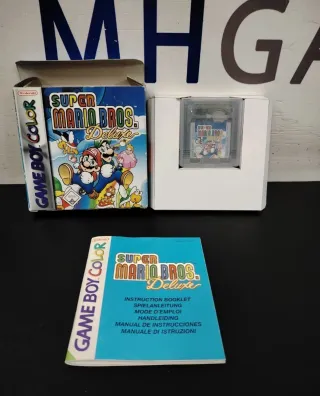 MHGA
Nintendo
GAME BOY COLOR
SUPER
MARIO BROS.
Deluxe
GAME BOY COLOR
SUPER
MARIO BROS.
Deluxe
INSTRUCTION BOOKLET
SPIELANLEITUNG
MODE D'EMPLOI
HANDLEIDING
MANUAL DE INSTRUCCIONES
MANUALE DI ISTRUZIONI